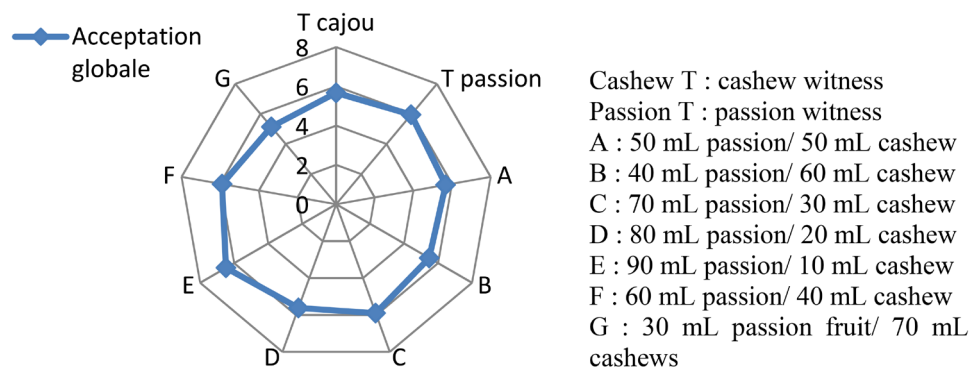 Acceptation
globale
T cajou
T passion
A
B
C
D
E
F
G
8
6
4
2
0
Cashew T : cashew witness
Passion T : passion witness
A : 50 mL passion/ 50 mL cashew
B : 40 mL passion/ 60 mL cashew
C : 70 mL passion/ 30 mL cashew
D : 80 mL passion/ 20 mL cashew
E : 90 mL passion/ 10 mL cashew
F : 60 mL passion/ 40 mL cashew
G : 30 mL passion fruit/ 70 mL
cashews